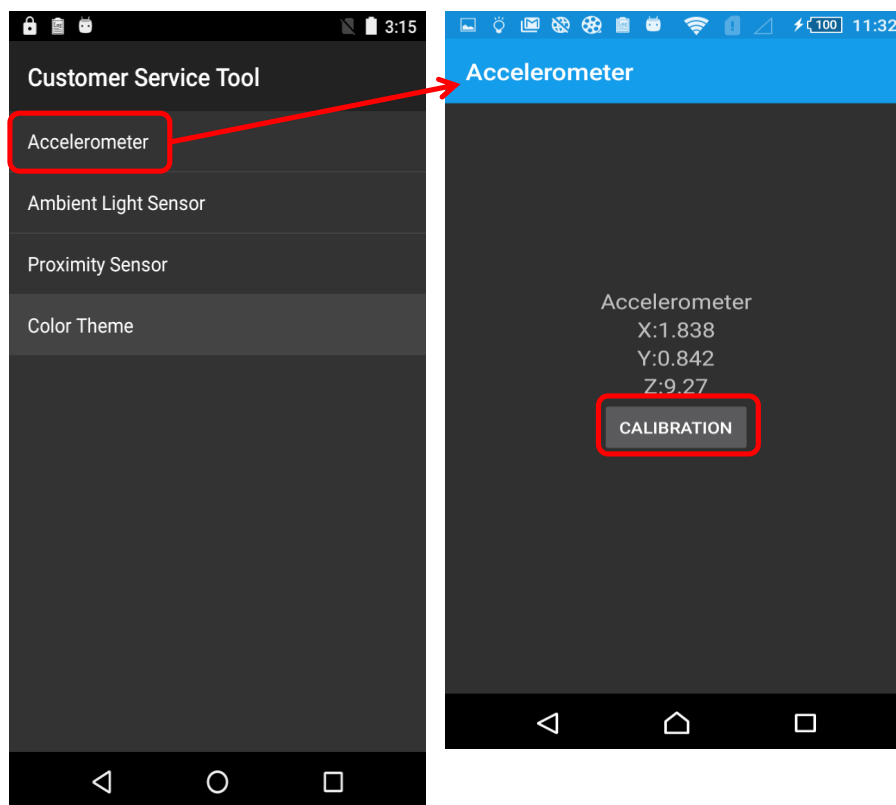 3:15
Customer Service Tool
Accelerometer
Ambient Light Sensor
Proximity Sensor
Color Theme
100 11:32
Accelerometer
Accelerometer
X:1.838
Y:0.842
Z:9.27
CALIBRATION